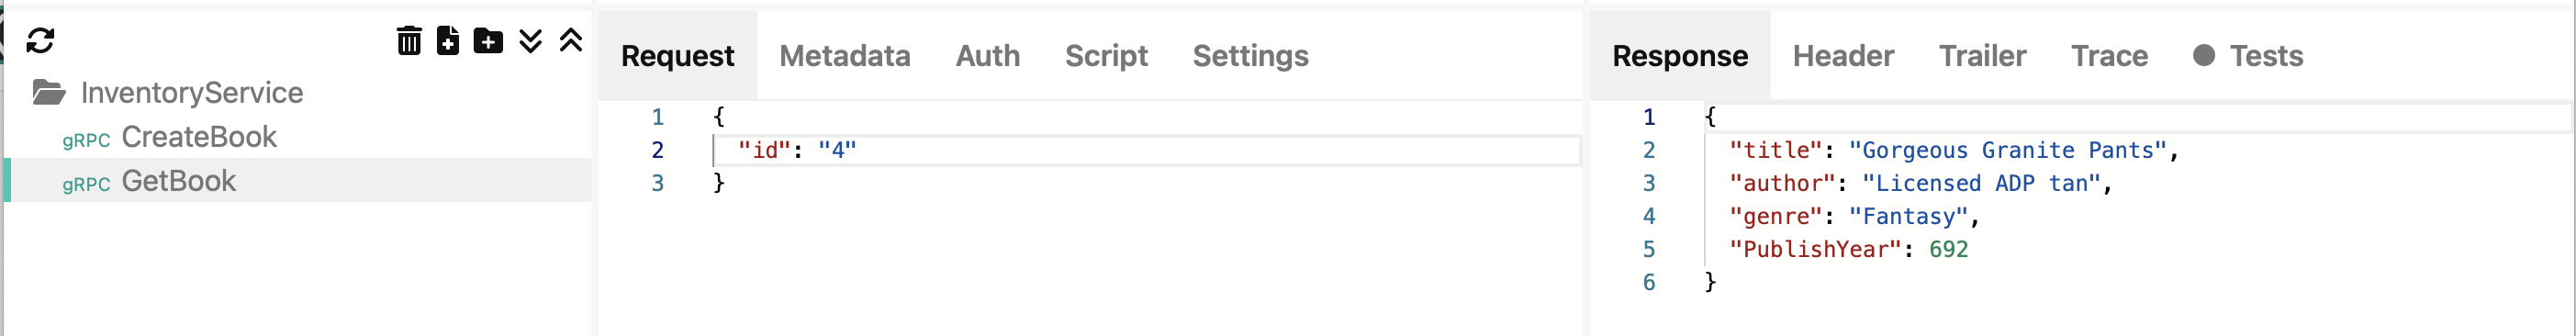 InventoryService
gRPC CreateBook
gRPC GetBook
Request Metadata Auth Script Settings
1 {
2 "id": "4"
3 }
Response Header Trailer Trace Tests
1 {
2 "title": "Gorgeous Granite Pants",
3 "author": "Licensed ADP tan",
4 "genre": "Fantasy",
5 "PublishYear": 692
6 }